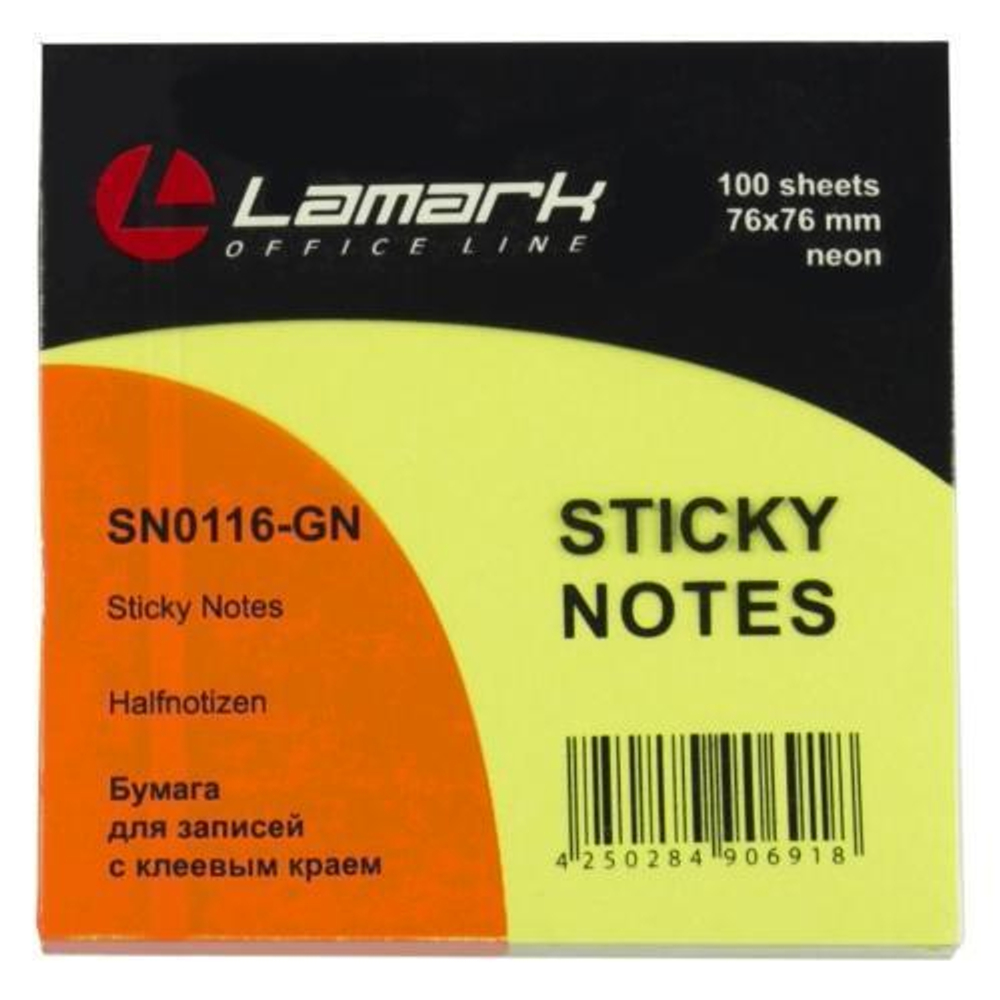 Lamark
OFFICE LINE
100 sheets
76x76 mm
neon
SN0116-GN
Sticky Notes
Halfnotizen
Бумага
для записей
с клеевым краем
STICKY
NOTES
4 250284 906918